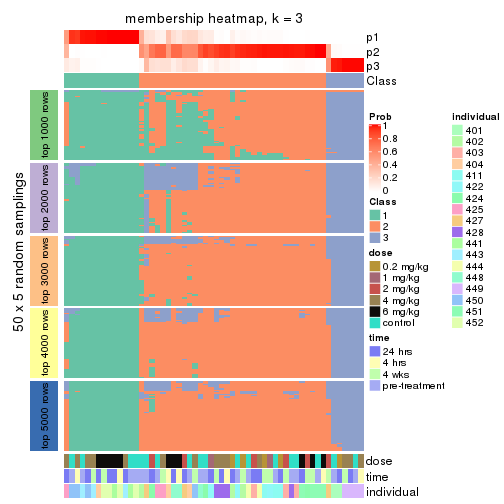 membership heatmap, k = 3
p1
p2
p3
Class
50 x 5 random samplings
top 1000 rows
top 2000 rows
top 3000 rows
top 4000 rows
top 5000 rows
dose
time
individual
Prob
1
0.8
0.6
0.4
0.2
0
Class
1
2
3
dose
0.2 mg/kg
1 mg/kg
2 mg/kg
4 mg/kg
6 mg/kg
control
time
24 hrs
4 hrs
4 wks
pre-treatment
individual
401
402
403
404
411
422
424
425
427
428
441
443
444
448
449
450
451
452